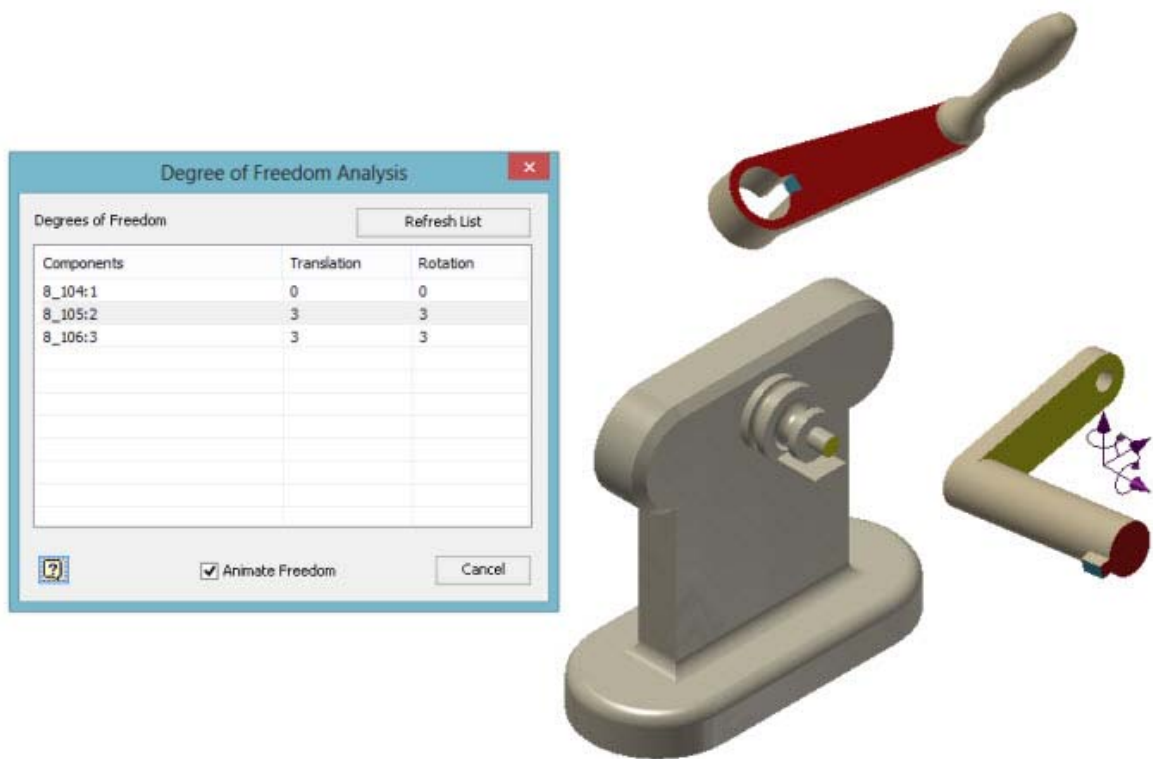 Degree of Freedom Analysis
Degrees of Freedom Refresh List
Components Translation Rotation
8_104:1 0 0
8_105:2 3 3
8_106:3 3 3
Animate Freedom Cancel